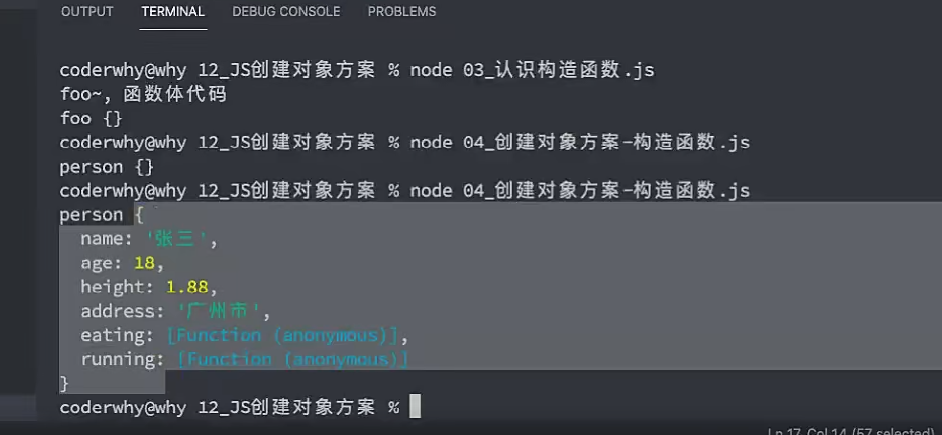 OUTPUT TERMINAL DEBUG CONSOLE PROBLEMS
coderwhy@why 12_JS创建对象方案 % node 03_认识构造函数.js
foo~, 函数体代码
foo {}
coderwhy@why 12_JS创建对象方案 % node 04_创建对象方案-构造函数.js
person {}
coderwhy@why 12_JS创建对象方案 % node 04_创建对象方案-构造函数.js
person {
name: '张三',
age: 18,
height: 1.88,
address: '广州市',
eating: [Function (anonymous)],
running: [Function (anonymous)]
}
coderwhy@why 12_JS创建对象方案 %
Ln 17, Col 14 (57 selected)